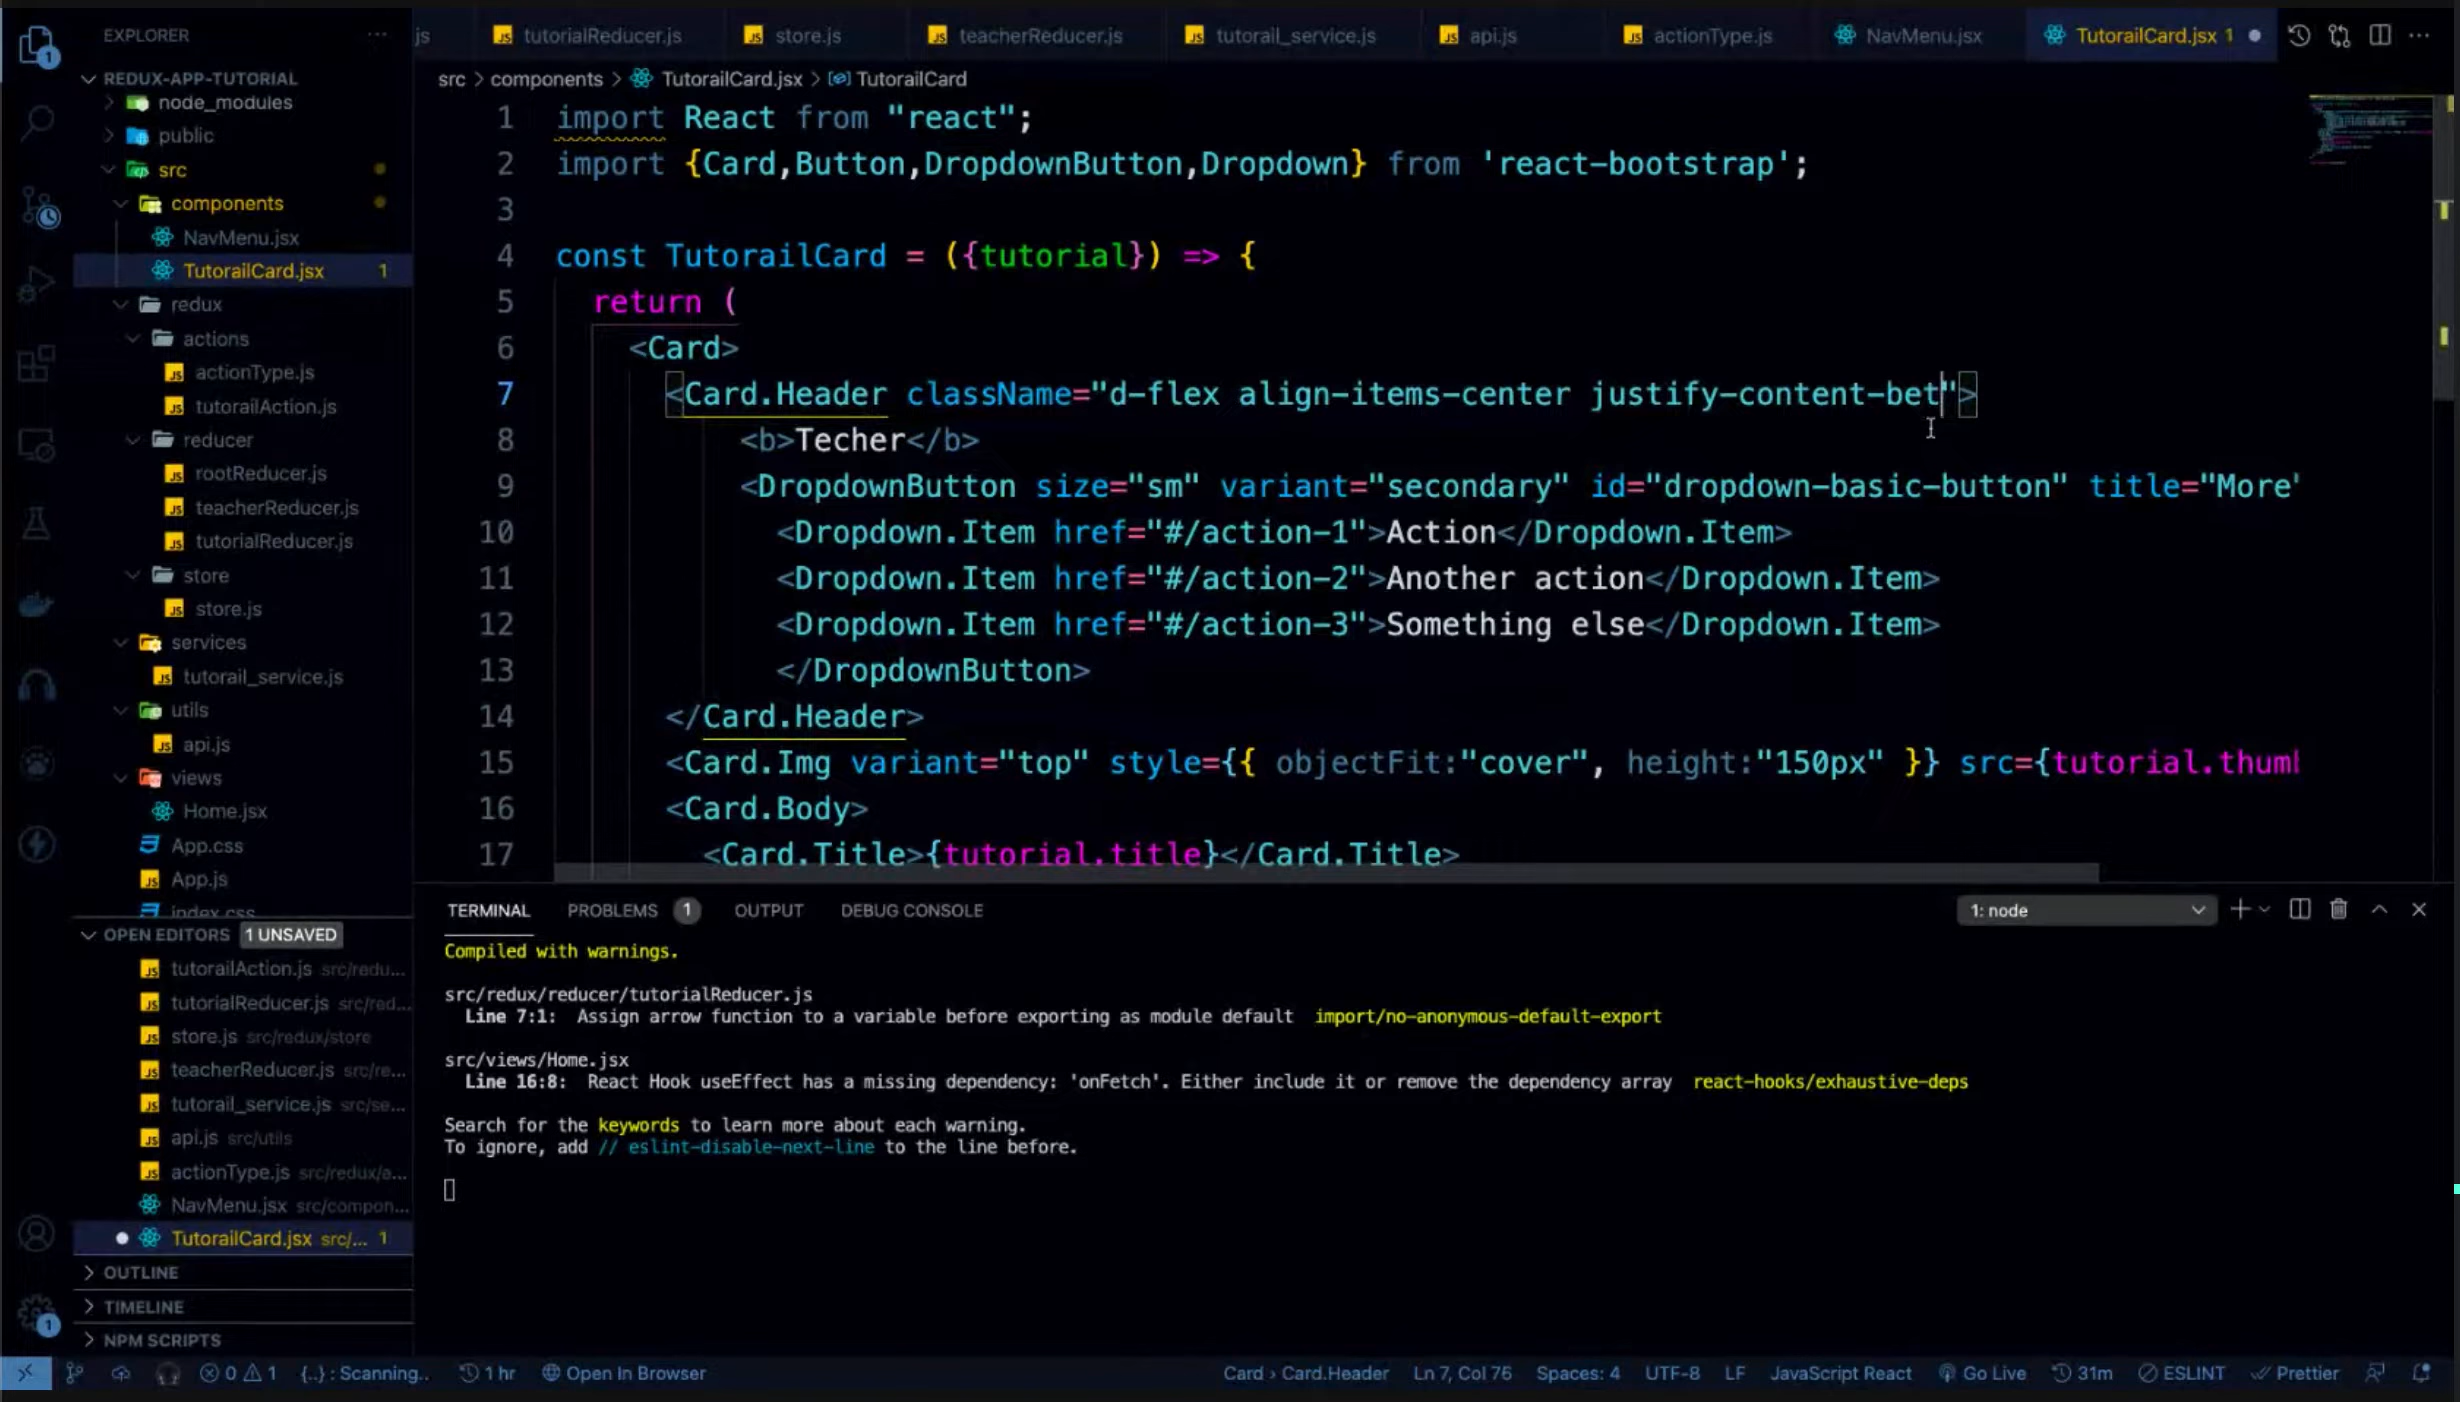 EXPLORER
REDUX-APP-TUTORIAL
node_modules
public
src
components
NavMenu.jsx
TutorailCard.jsx 1
redux
actions
actionType.js
tutorailAction.js
reducer
rootReducer.js
teacherReducer.js
tutorialReducer.js
store
store.js
services
tutorail_service.js
utils
api.js
views
Home.jsx
App.css
App.js
index.css
OPEN EDITORS 1 UNSAVED
tutorailAction.js src/redu...
tutorialReducer.js src/red...
store.js src/redux/store
teacherReducer.js src/re...
tutorail_service.js src/se...
api.js src/utils
actionType.js src/redux/a...
NavMenu.jsx src/compon...
TutorailCard.jsx src/... 1
OUTLINE
TIMELINE
NPM SCRIPTS
js tutorialReducer.js store.js teacherReducer.js tutorail_service.js api.js actionType.js NavMenu.jsx TutorailCard.jsx 1
src > components > TutorailCard.jsx > TutorailCard
1 import React from "react";
2 import {Card,Button,DropdownButton,Dropdown} from 'react-bootstrap';
3
4 const TutorailCard = ({tutorial}) => {
5 return (
6 <Card>
7 <Card.Header className="d-flex align-items-center justify-content-bet">
8 <b>Techer</b>
9 <DropdownButton size="sm" variant="secondary" id="dropdown-basic-button" title="More"
10 <Dropdown.Item href="#/action-1">Action</Dropdown.Item>
11 <Dropdown.Item href="#/action-2">Another action</Dropdown.Item>
12 <Dropdown.Item href="#/action-3">Something else</Dropdown.Item>
13 </DropdownButton>
14 </Card.Header>
15 <Card.Img variant="top" style={{ objectFit:"cover", height:"150px" }} src={tutorial.thum
16 <Card.Body>
17 <Card.Title>{tutorial.title}</Card.Title>
TERMINAL PROBLEMS 1 OUTPUT DEBUG CONSOLE 1: node
Compiled with warnings.
src/redux/reducer/tutorialReducer.js
Line 7:1: Assign arrow function to a variable before exporting as module default import/no-anonymous-default-export
src/views/Home.jsx
Line 16:8: React Hook useEffect has a missing dependency: 'onFetch'. Either include it or remove the dependency array react-hooks/exhaustive-deps
Search for the keywords to learn more about each warning.
To ignore, add // eslint-disable-next-line to the line before.
0 1 {..} : Scanning.. 1 hr Open In Browser Card > Card.Header Ln 7, Col 76 Spaces: 4 UTF-8 LF JavaScript React Go Live 31m ESLINT Prettier